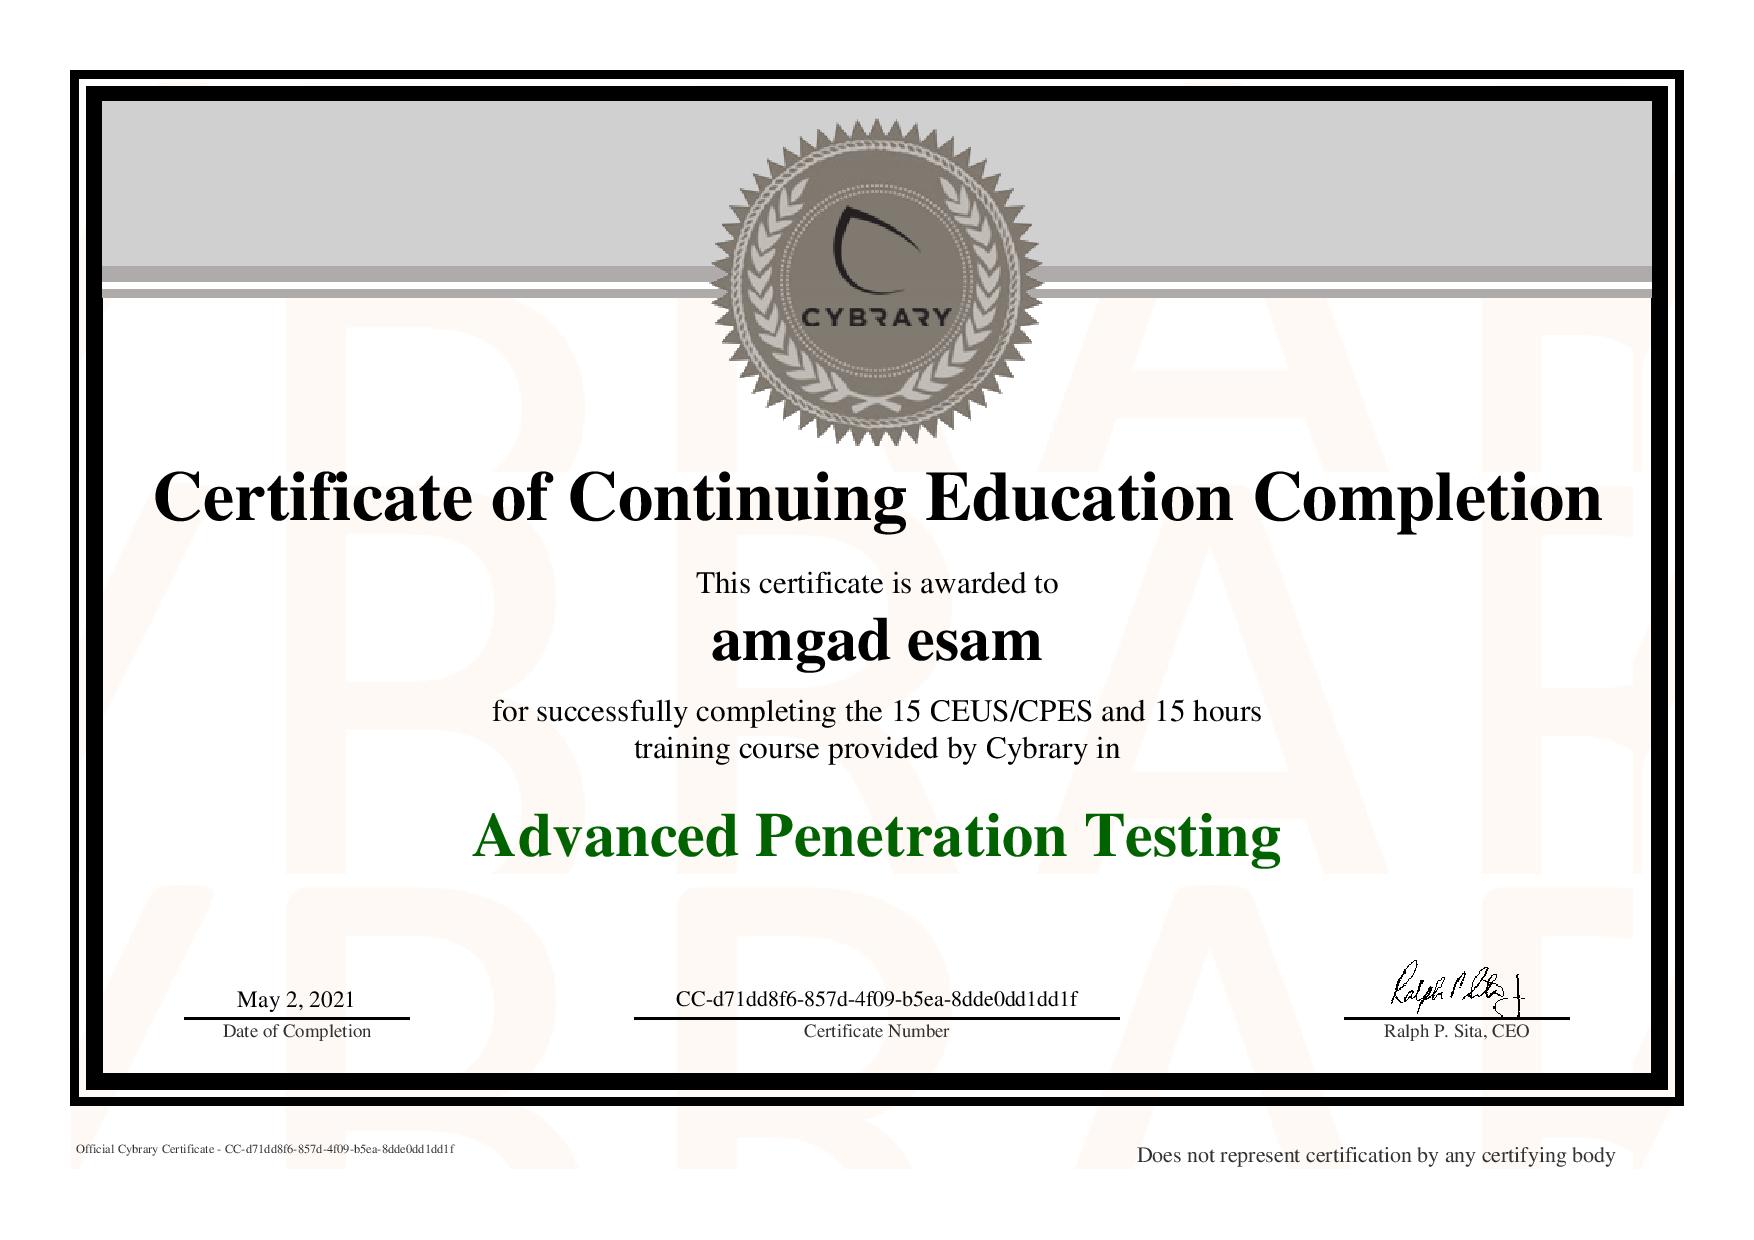 CYBRARY
Certificate of Continuing Education Completion
This certificate is awarded to
amgad esam
for successfully completing the 15 CEUS/CPES and 15 hours
training course provided by Cybrary in
Advanced Penetration Testing
May 2, 2021
Date of Completion
CC-d71dd8f6-857d-4f09-b5ea-8dde0dd1dd1f
Certificate Number
Ralph P. Sita, CEO
Official Cybrary Certificate - CC-d71dd8f6-857d-4f09-b5ea-8dde0dd1dd1f
Does not represent certification by any certifying body